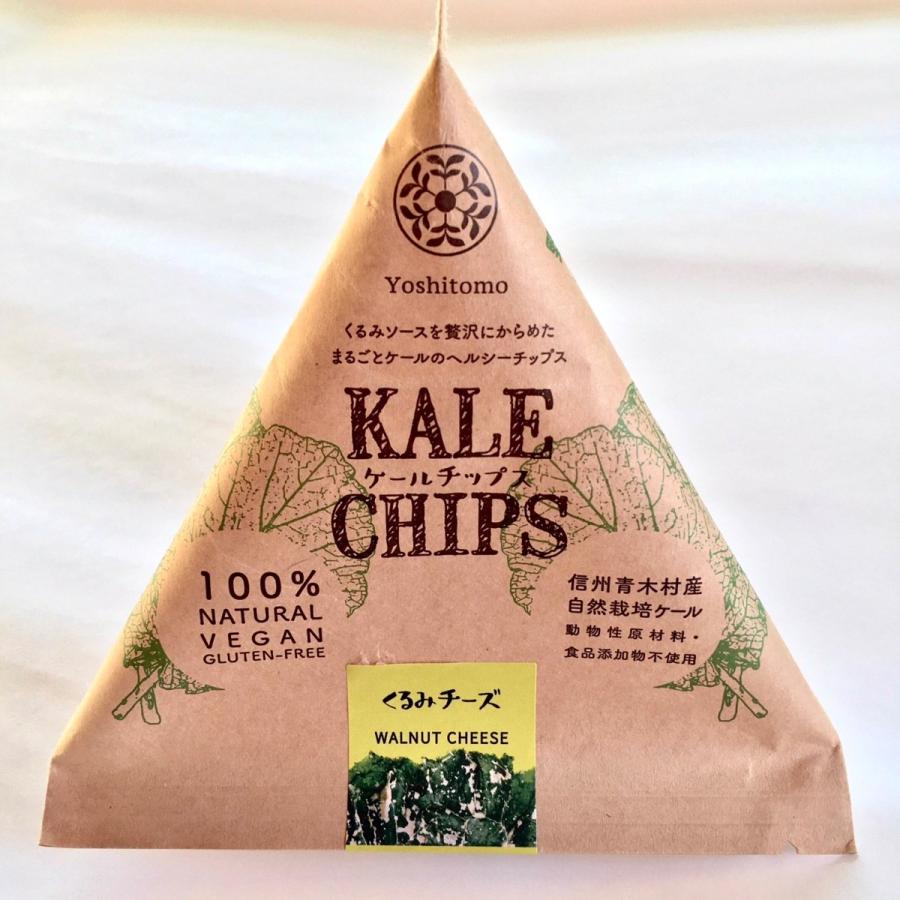 Yoshitomo
くるみソースを贅沢にからめた
まるごとケールのヘルシーチップス
KALE
ケールチップス
CHIPS
100%
NATURAL
VEGAN
GLUTEN-FREE
信州青木村産
自然栽培ケール
動物性原材料・
食品添加物不使用
くるみチーズ
WALNUT CHEESE